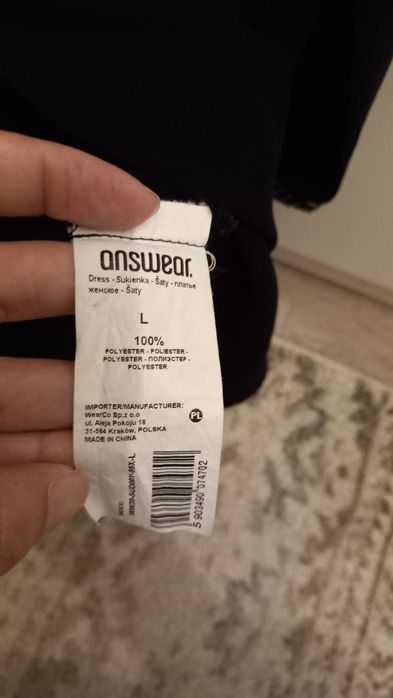 answear.
Dress - Sukienka - Šaty - платье
женское - Šaty
L
100%
POLYESTER - POLIESTER -
POLYESTER - ПОЛИЭСТЕР -
POLYESTER
IMPORTER/MANUFACTURER:
WearCo Sp.z o.o
ul. Aleja Pokoju 18
31-564 Kraków, POLSKA
MADE IN CHINA
PL
5 903490 074702